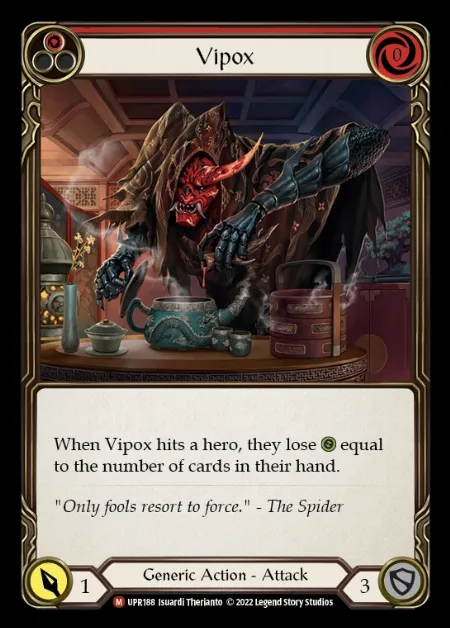 Vipox
0
When Vipox hits a hero, they lose equal
to the number of cards in their hand.
"Only fools resort to force." - The Spider
1
Generic Action - Attack
3
M UPR188 Isuardi Therianto © 2022 Legend Story Studios